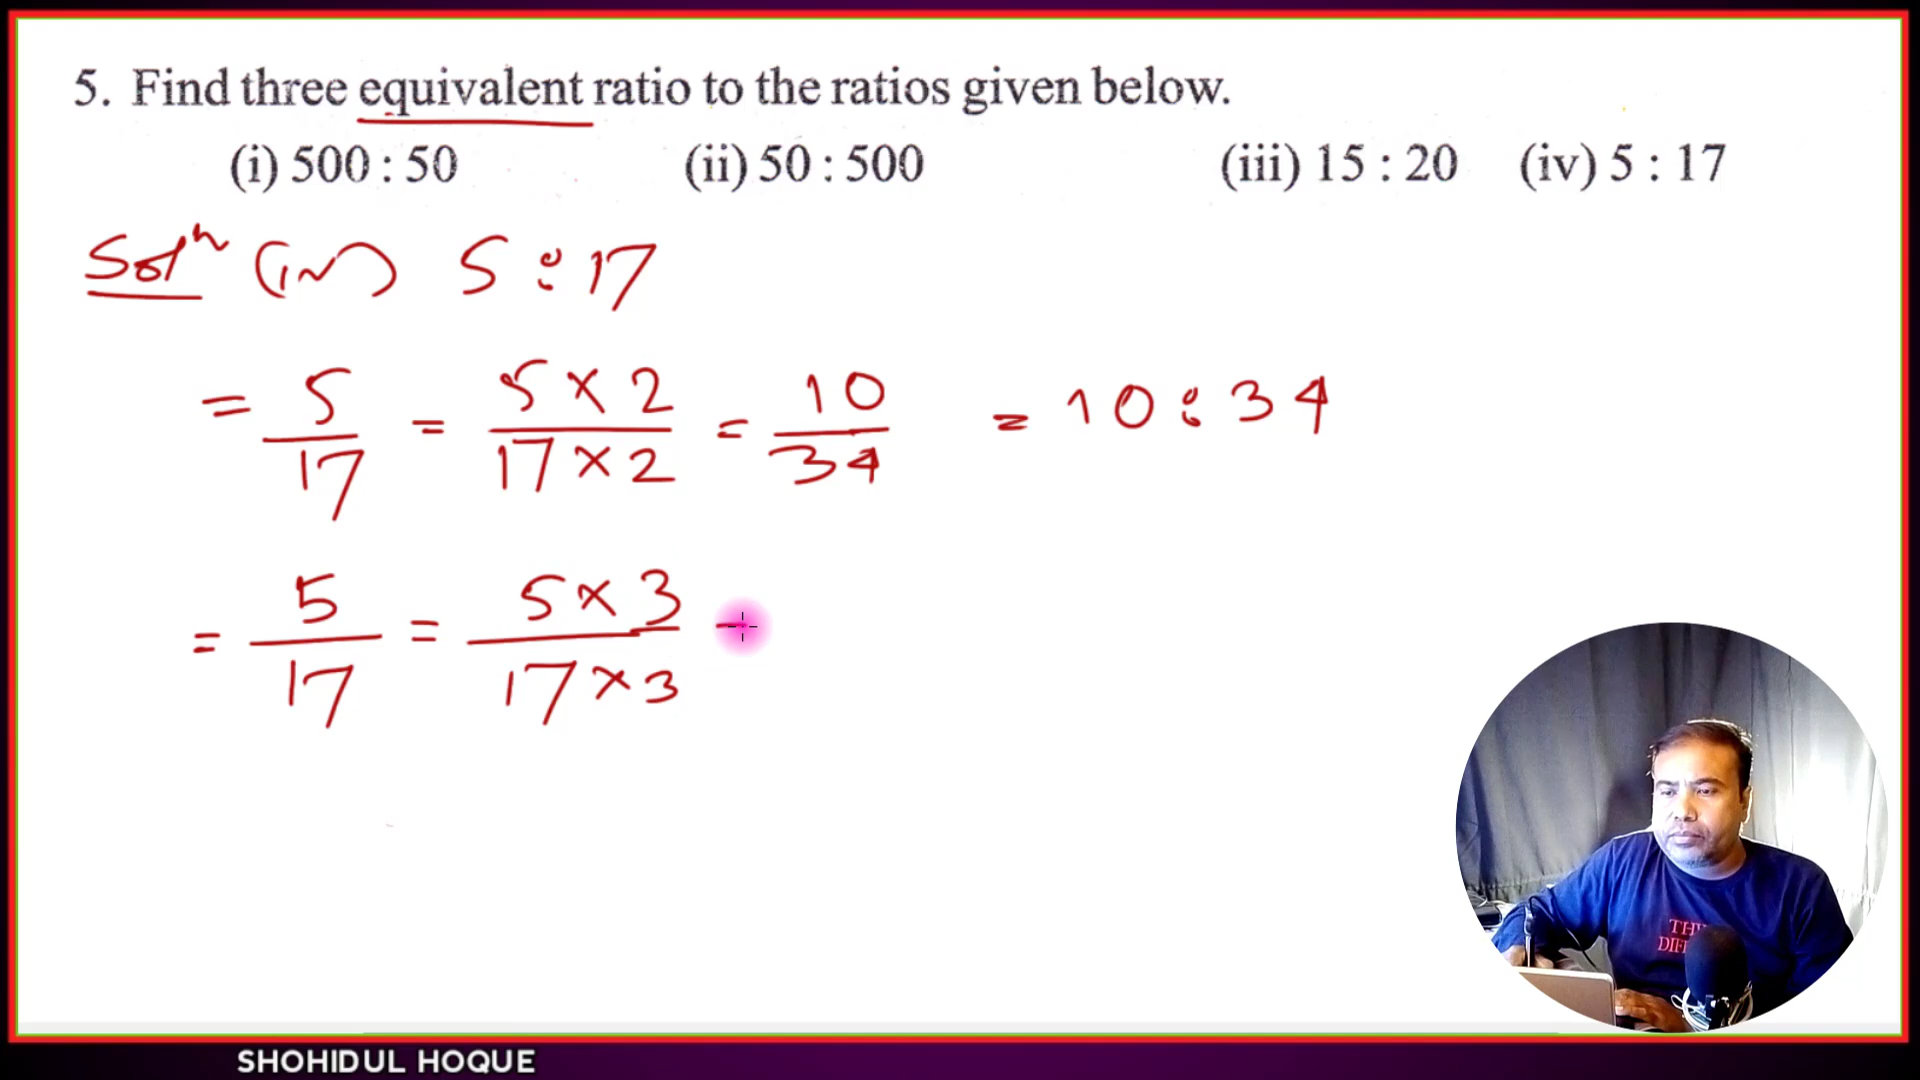 5. Find three equivalent ratio to the ratios given below.
(i) 500 : 50 (ii) 50 : 500 (iii) 15 : 20 (iv) 5 : 17
Solⁿ (iv) 5 : 17
= 5/17 = 5 × 2/17 × 2 = 10/34 = 10 : 34
= 5/17 = 5 × 3/17 × 3
SHOHIDUL HOQUE